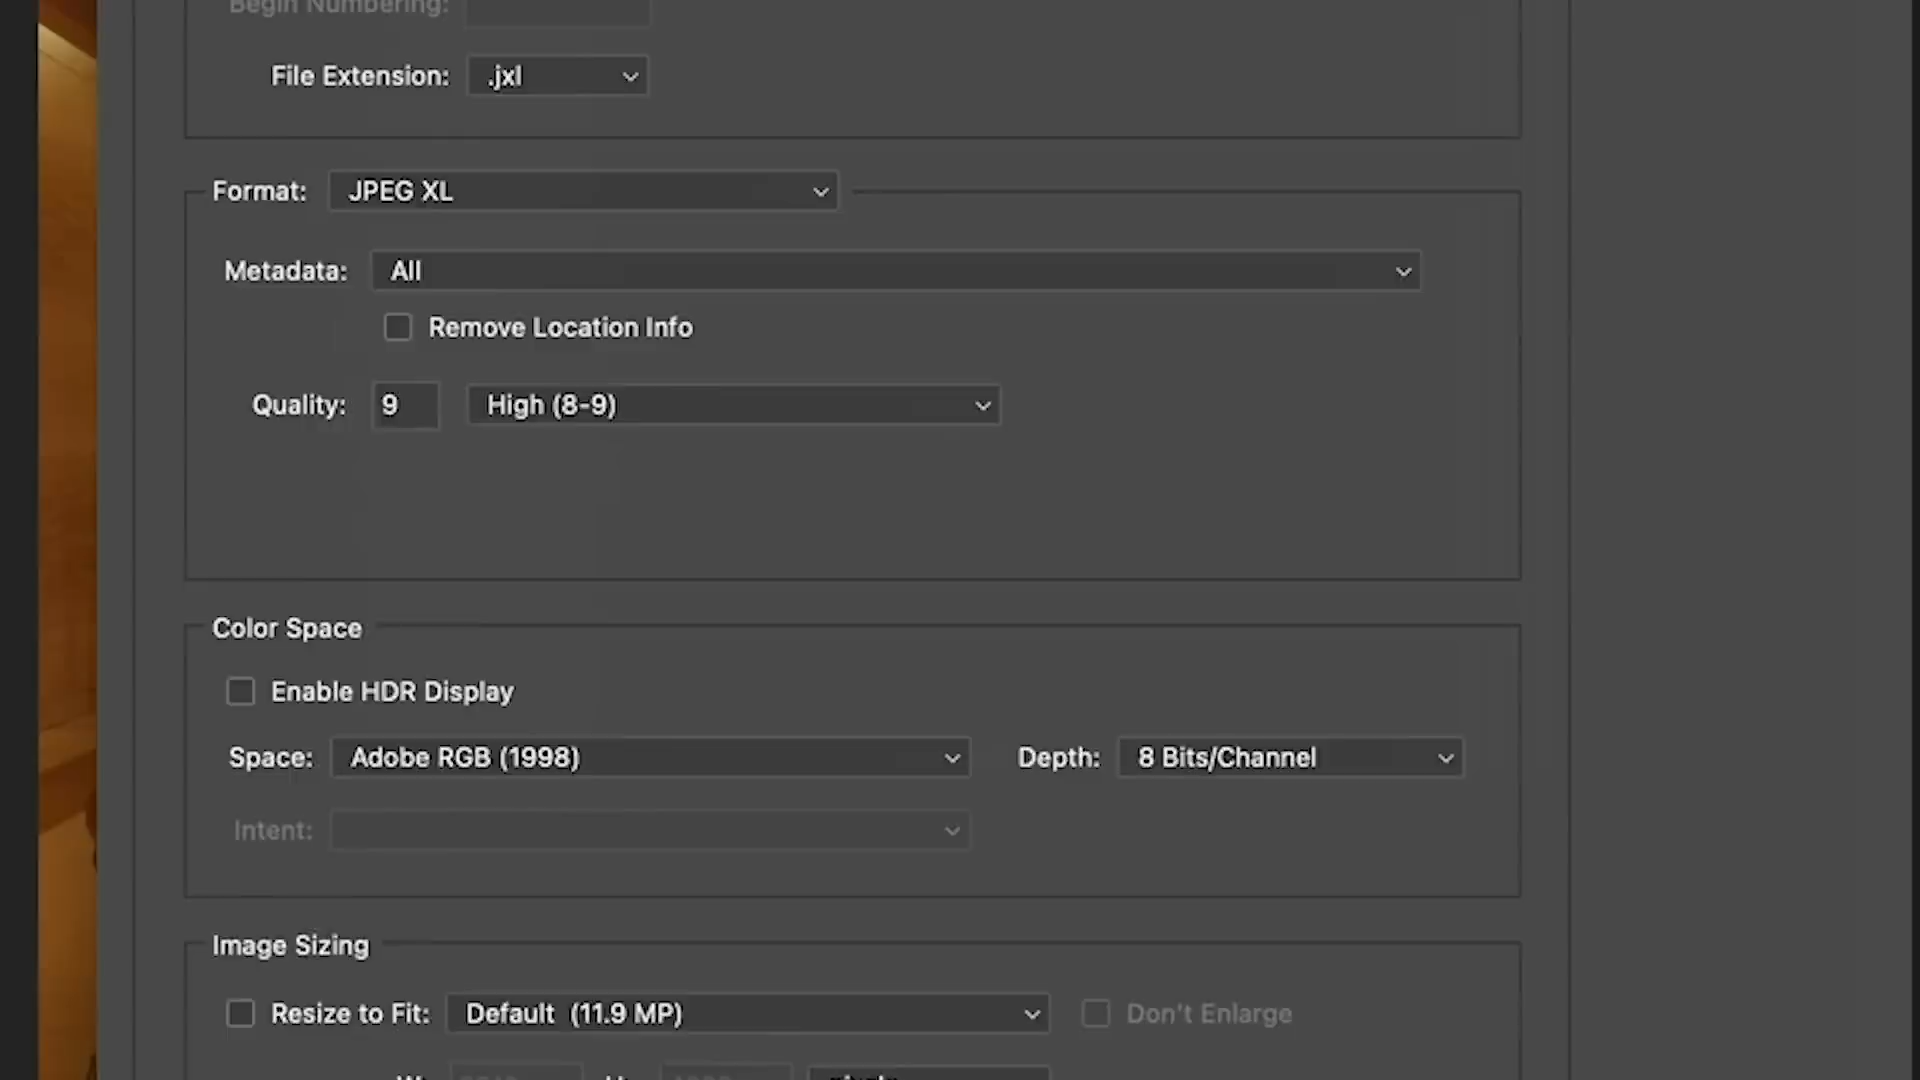 Begin Numbering:
File Extension: .jxl
Format: JPEG XL
Metadata: All
Remove Location Info
Quality: 9 High (8-9)
Color Space
Enable HDR Display
Space: Adobe RGB (1998) Depth: 8 Bits/Channel
Intent:
Image Sizing
Resize to Fit: Default (11.9 MP) Don't Enlarge